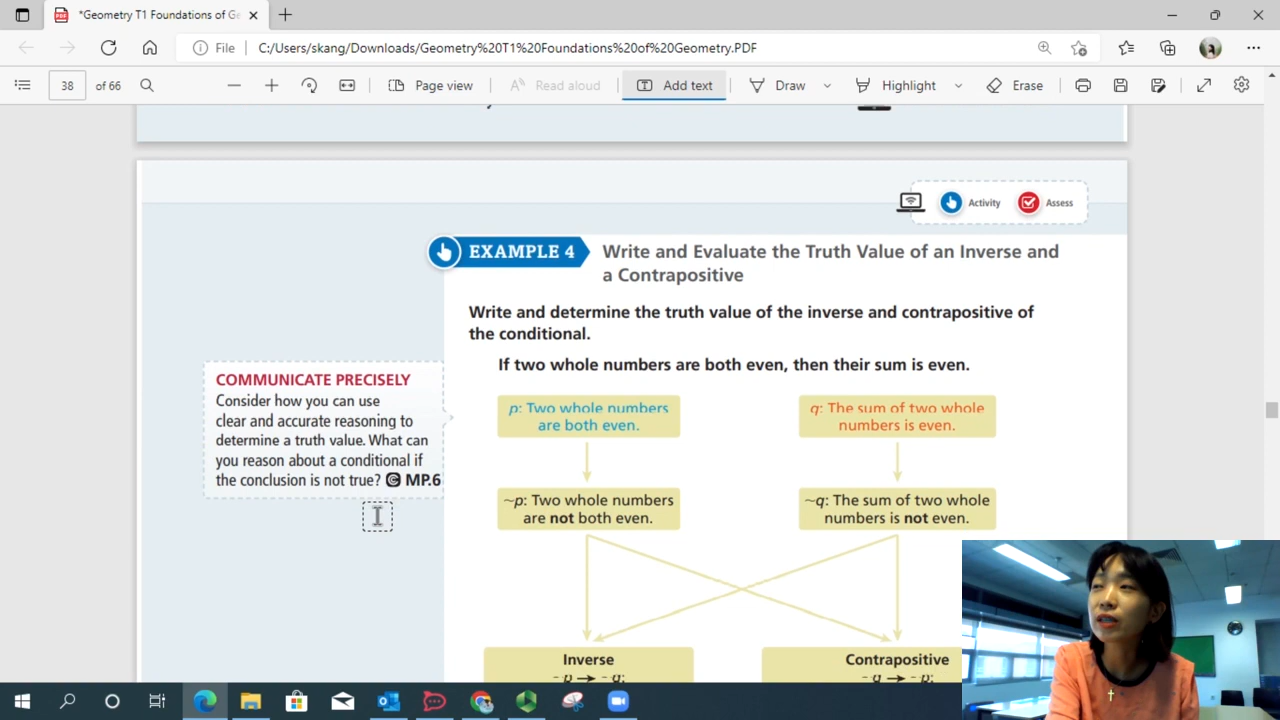 *Geometry T1 Foundations of Ge
File
C:/Users/skang/Downloads/Geometry%20T1%20Foundations%20of%20Geometry.PDF
38
of 66
Page view
Read aloud
Add text
Draw
Highlight
Erase
Activity
Assess
EXAMPLE 4
Write and Evaluate the Truth Value of an Inverse and
a Contrapositive
Write and determine the truth value of the inverse and contrapositive of
the conditional.
If two whole numbers are both even, then their sum is even.
COMMUNICATE PRECISELY
Consider how you can use
clear and accurate reasoning to
determine a truth value. What can
you reason about a conditional if
the conclusion is not true? MP.6
p: Two whole numbers
are both even.
q: The sum of two whole
numbers is even.
~p: Two whole numbers
are not both even.
~q: The sum of two whole
numbers is not even.
Inverse
~p → ~q:
Contrapositive
~q → ~p: